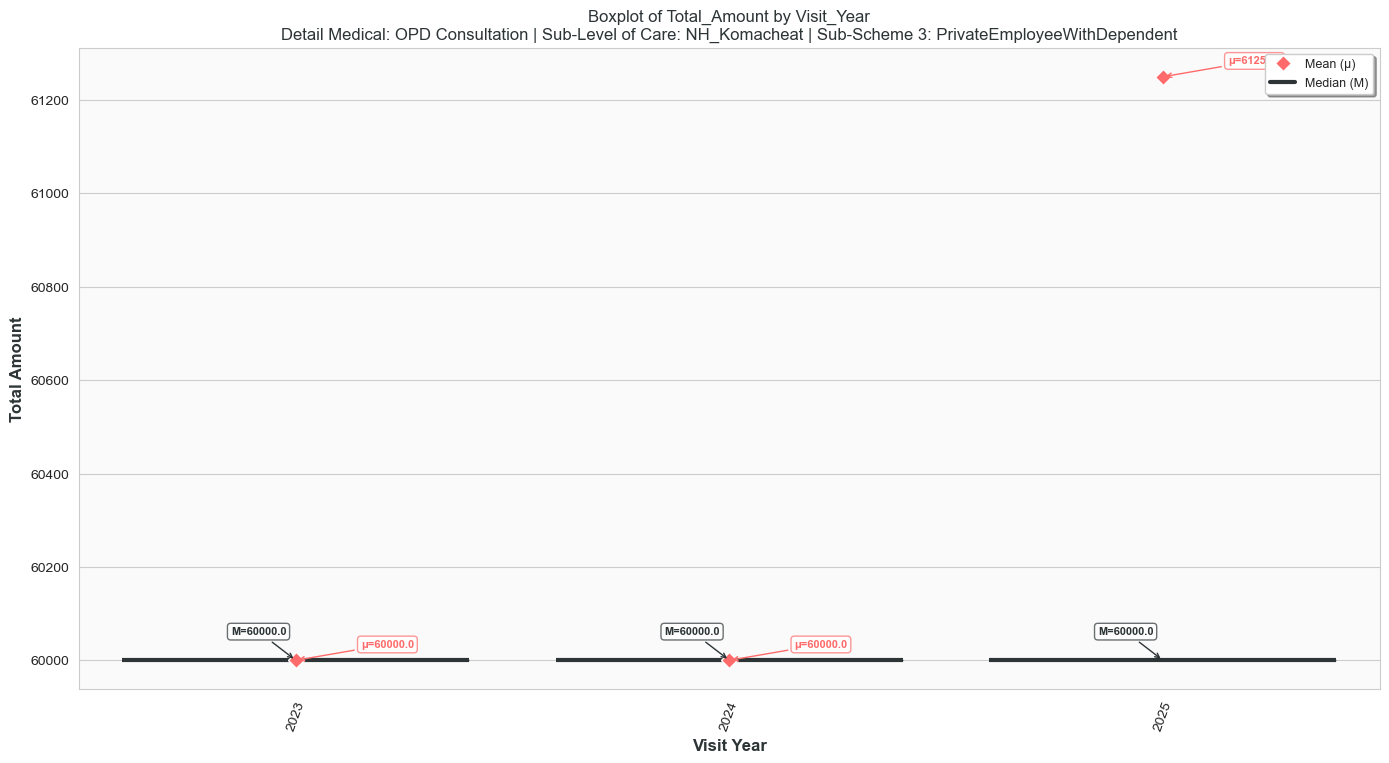 Boxplot of Total_Amount by Visit_Year
Detail Medical: OPD Consultation | Sub-Level of Care: NH_Komacheat | Sub-Scheme 3: PrivateEmployeeWithDependent
Mean (μ)
Median (M)
Total Amount
61200
61000
60800
60600
60400
60200
60000
M=60000.0
μ=60000.0
M=60000.0
μ=60000.0
M=60000.0
2023
2024
2025
Visit Year